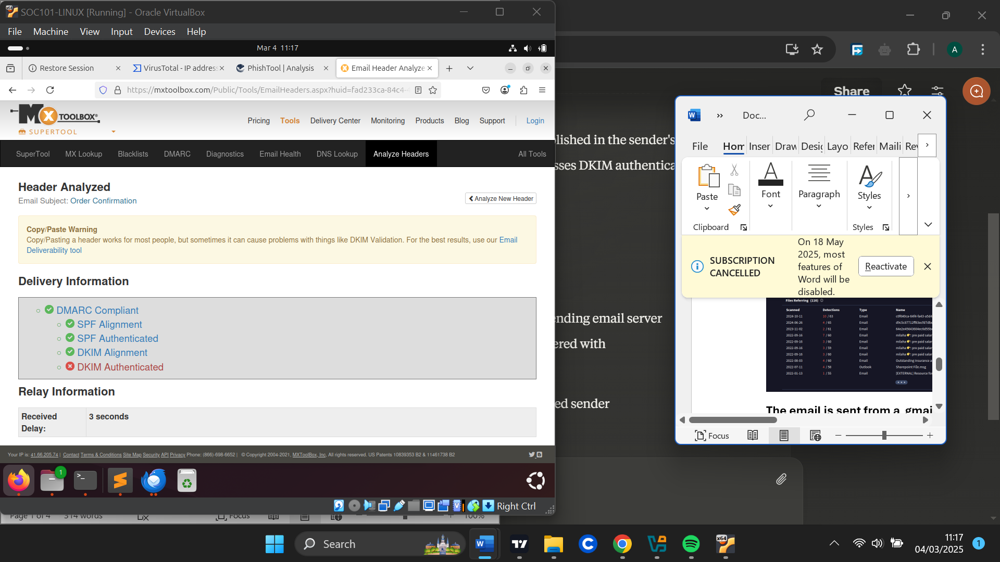 SOC101-LINUX [Running] - Oracle VirtualBox
File Machine View Input Devices Help
Mar 4 11:17
Restore Session
VirusTotal - IP address
PhishTool | Analysis
Email Header Analyze
https://mxtoolbox.com/Public/Tools/EmailHeaders.aspx?huid=fad233ca-84c4-4
MX TOOLBOX®
SUPERTOOL
Pricing Tools Delivery Center Monitoring Products Blog Support Login
SuperTool MX Lookup Blacklists DMARC Diagnostics Email Health DNS Lookup Analyze Headers All Tools
Header Analyzed
Email Subject: Order Confirmation
Analyze New Header
Copy/Paste Warning
Copy/Pasting a header works for most people, but sometimes it can cause problems with things like DKIM Validation. For the best results, use our Email
Deliverability tool
Delivery Information
DMARC Compliant
SPF Alignment
SPF Authenticated
DKIM Alignment
DKIM Authenticated
Relay Information
Received
Delay:
3 seconds
Your IP is: 41.66.205.74 | Contact Terms & Conditions Site Map Security API Privacy Phone: (866)-698-6652 | © Copyright 2004-2021, MXToolBox, Inc, All rights reserved. US Patents 10839353 B2 & 11461738 B2
1
Right Ctrl
Page 1 of 4 314 words
Focus
100%
A
Share
lished in the sender's
sses DKIM authentica
ending email server
ered with
ed sender
Doc...
File Hom Inser Draw Desig Layo Refer Maili Rev
Paste
Font
Paragraph
Styles
Clipboard
Styles
SUBSCRIPTION
CANCELLED
On 18 May
2025, most
features of
Word will be
disabled.
Reactivate
Files Referring (116)
Scanned Detections Type Name
2024-10-11 10 / 63 Email c0f640ca-64f4-fa43-a5d4
2024-06-26 4 / 65 Email d9c5c87712ff83ecfd7dbe
2023-11-02 2 / 61 Email 64e2e45643604ec6d55be
2022-09-16 7 / 60 Email milaha : pre paid salar
2022-09-16 3 / 60 Email milaha : pre paid salar
2022-09-16 3 / 59 Email milaha : pre paid salar
2022-09-16 3 / 60 Email milaha : pre paid salar
2022-08-03 4 / 60 Email Outstanding Insurance a
2022-07-11 4 / 58 Outlook Sharepoint File.msg
2022-01-13 1 / 55 Email [EXTERNAL] Resource for
The email is sent from a gmai
Focus
Search
11:17
04/03/2025
1